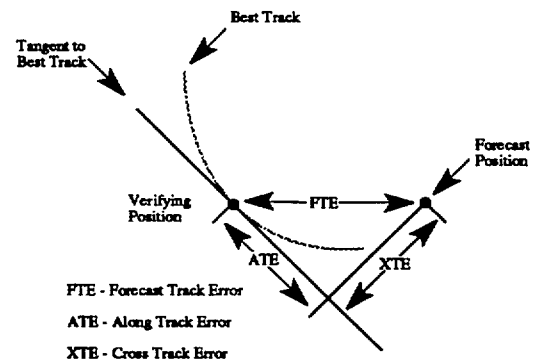 Best Track
Tangent to
Best Track
Forecast
Position
Verifying
Position
FTE
ATE
XTE
FTE - Forecast Track Error
ATE - Along Track Error
XTE - Cross Track Error